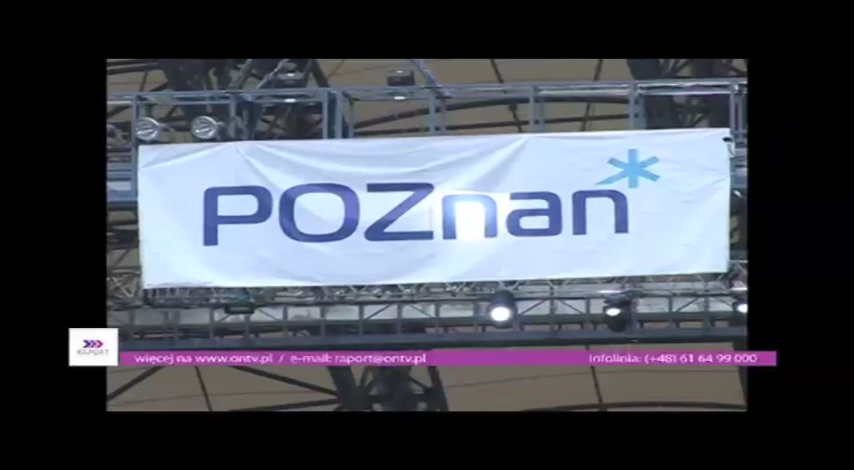 POZnan*
RAPORT
więcej na www.ontv.pl / e-mail: raport@ontv.pl
Infolinia: (+48) 61 64 99 000